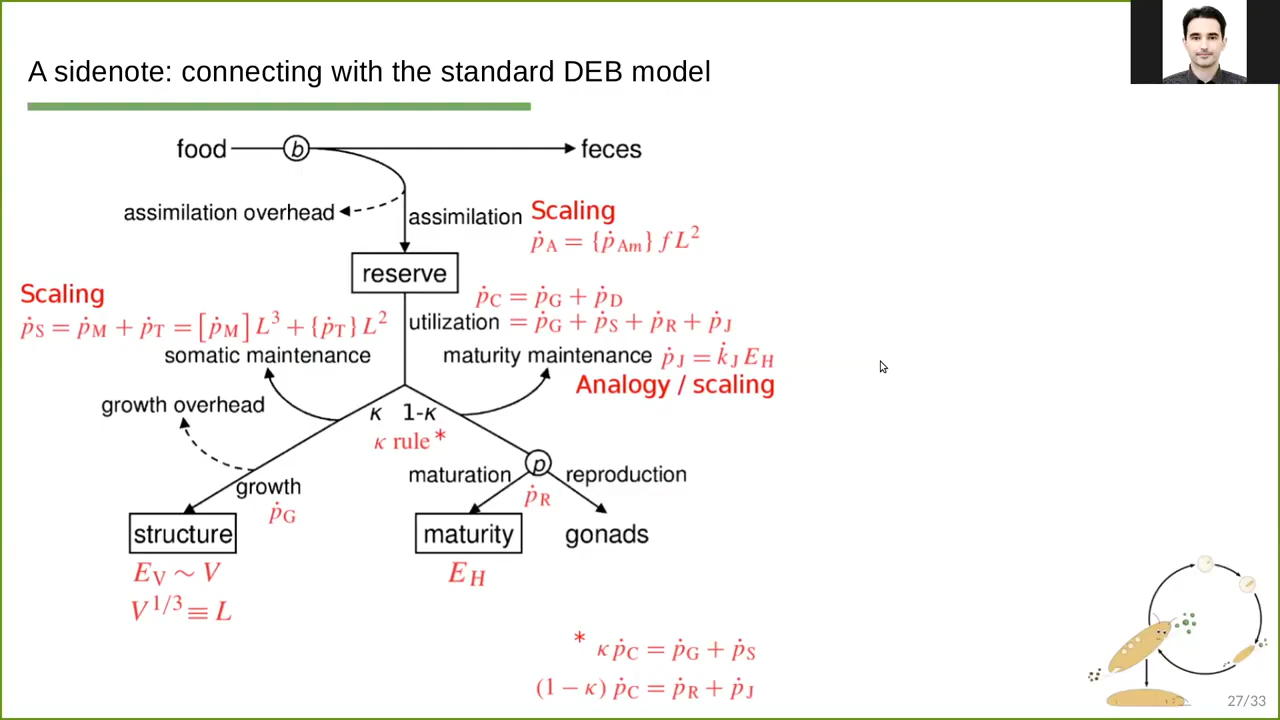 A sidenote: connecting with the standard DEB model
food b feces
assimilation overhead
assimilation Scaling
ṗ_A = {ṗ_Am} f L²
reserve
Scaling
ṗ_S = ṗ_M + ṗ_T = [ṗ_M] L³ + {ṗ_T} L²
ṗ_C = ṗ_G + ṗ_D
utilization = ṗ_G + ṗ_S + ṗ_R + ṗ_J
somatic maintenance
maturity maintenance ṗ_J = k̇_J E_H
Analogy / scaling
growth overhead
κ 1-κ
κ rule*
growth
ṗ_G
maturation p reproduction
ṗ_R
structure
maturity
gonads
E_V ~ V
V^1/3 ≡ L
E_H
* κ ṗ_C = ṗ_G + ṗ_S
(1 − κ) ṗ_C = ṗ_R + ṗ_J
27/33